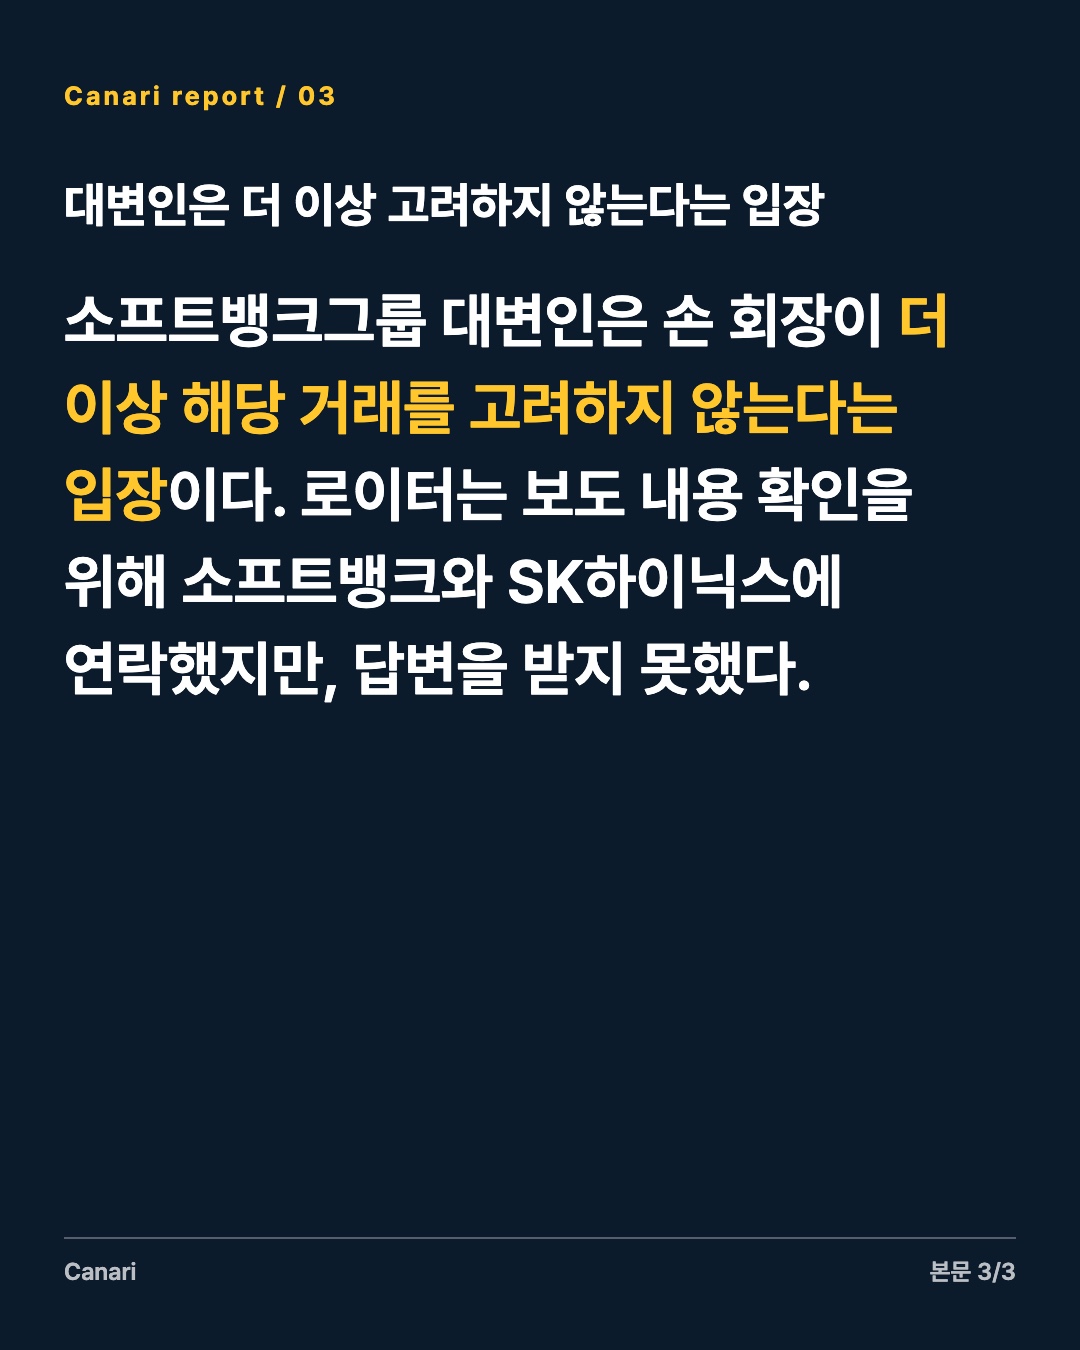 Canari report / 03
대변인은 더 이상 고려하지 않는다는 입장
소프트뱅크그룹 대변인은 손 회장이 더
이상 해당 거래를 고려하지 않는다는
입장이다. 로이터는 보도 내용 확인을
위해 소프트뱅크와 SK하이닉스에
연락했지만, 답변을 받지 못했다.
Canari
본문 3/3